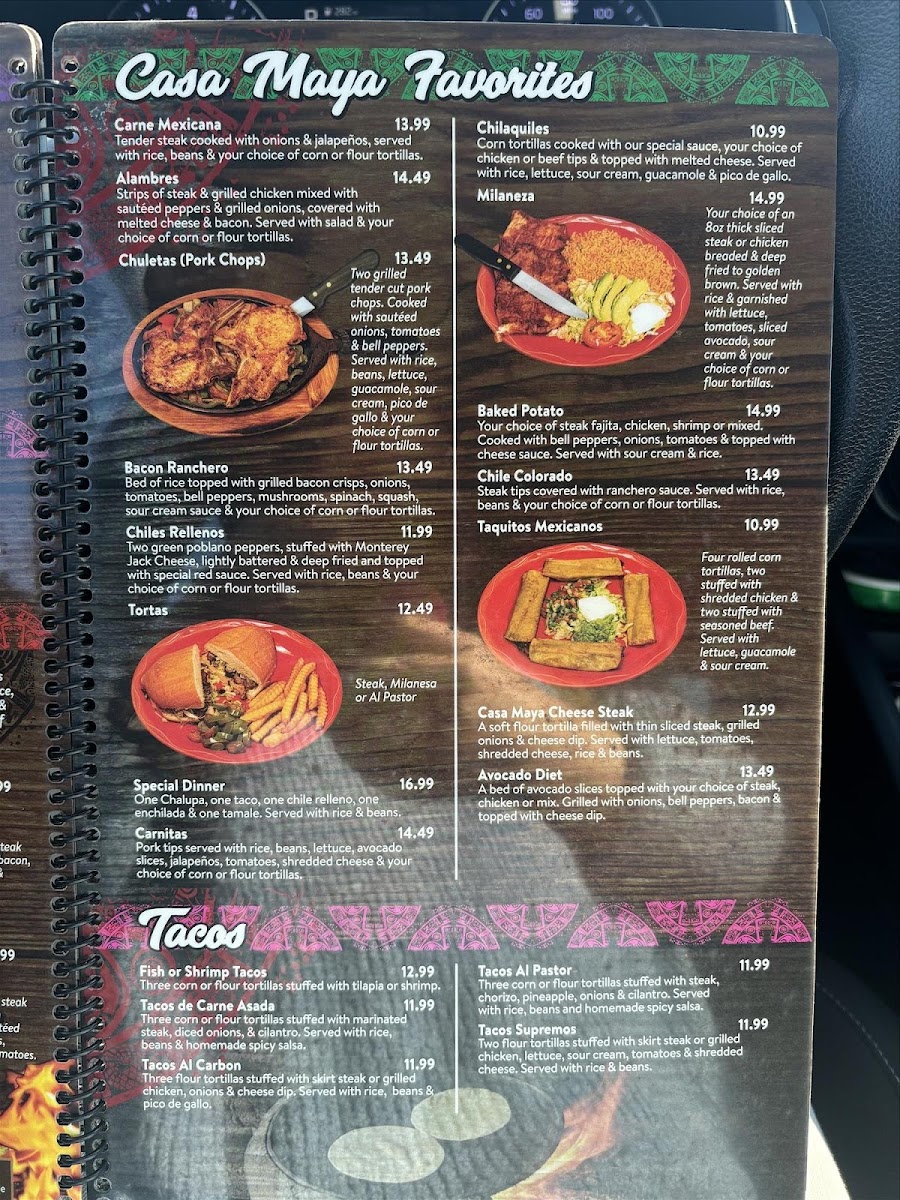 Casa Maya Favorites
Carne Mexicana 13.99
Tender steak cooked with onions & jalapeños, served
with rice, beans & your choice of corn or flour tortillas.
Alambres 14.49
Strips of steak & grilled chicken mixed with
sautéed peppers & grilled onions, covered with
melted cheese & bacon. Served with salad & your
choice of corn or flour tortillas.
Chuletas (Pork Chops) 13.49
Two grilled
tender cut pork
chops. Cooked
with sautéed
onions, tomatoes
& bell peppers.
Served with rice,
beans, lettuce,
guacamole, sour
cream, pico de
gallo & your
choice of corn or
flour tortillas.
Bacon Ranchero 13.49
Bed of rice topped with grilled bacon crisps, onions,
tomatoes, bell peppers, mushrooms, spinach, squash,
sour cream sauce & your choice of corn or flour tortillas.
Chiles Rellenos 11.99
Two green poblano peppers, stuffed with Monterey
Jack Cheese, lightly battered & deep fried and topped
with special red sauce. Served with rice, beans & your
choice of corn or flour tortillas.
Tortas 12.49
Steak, Milanesa
or Al Pastor
Special Dinner 16.99
One Chalupa, one taco, one chile relleno, one
enchilada & one tamale. Served with rice & beans.
Carnitas 14.49
Pork tips served with rice, beans, lettuce, avocado
slices, jalapeños, tomatoes, shredded cheese & your
choice of corn or flour tortillas.
Chilaquiles 10.99
Corn tortillas cooked with our special sauce, your choice of
chicken or beef tips & topped with melted cheese. Served
with rice, lettuce, sour cream, guacamole & pico de gallo.
Milaneza 14.99
Your choice of an
8oz thick sliced
steak or chicken
breaded & deep
fried to golden
brown. Served with
rice & garnished
with lettuce,
tomatoes, sliced
avocado, sour
cream & your
choice of corn or
flour tortillas.
Baked Potato 14.99
Your choice of steak fajita, chicken, shrimp or mixed.
Cooked with bell peppers, onions, tomatoes & topped with
cheese sauce. Served with sour cream & rice.
Chile Colorado 13.49
Steak tips covered with ranchero sauce. Served with rice,
beans & your choice of corn or flour tortillas.
Taquitos Mexicanos 10.99
Four rolled corn
tortillas, two
stuffed with
shredded chicken &
two stuffed with
seasoned beef.
Served with
lettuce, guacamole
& sour cream.
Casa Maya Cheese Steak 12.99
A soft flour tortilla filled with thin sliced steak, grilled
onions & cheese dip. Served with lettuce, tomatoes,
shredded cheese, rice & beans.
Avocado Diet 13.49
A bed of avocado slices topped with your choice of steak,
chicken or mix. Grilled with onions, bell peppers, bacon &
topped with cheese dip.
Tacos
Fish or Shrimp Tacos 12.99
Three corn or flour tortillas stuffed with tilapia or shrimp.
Tacos de Carne Asada 11.99
Three corn or flour tortillas stuffed with marinated
steak, diced onions, & cilantro. Served with rice,
beans & homemade spicy salsa.
Tacos Al Carbon 11.99
Three flour tortillas stuffed with skirt steak or grilled
chicken, onions & cheese dip. Served with rice, beans &
pico de gallo.
Tacos Al Pastor 11.99
Three corn or flour tortillas stuffed with steak,
chorizo, pineapple, onions & cilantro. Served
with rice, beans and homemade spicy salsa.
Tacos Supremos 11.99
Two flour tortillas stuffed with skirt steak or grilled
chicken, lettuce, sour cream, tomatoes & shredded
cheese. Served with rice & beans.